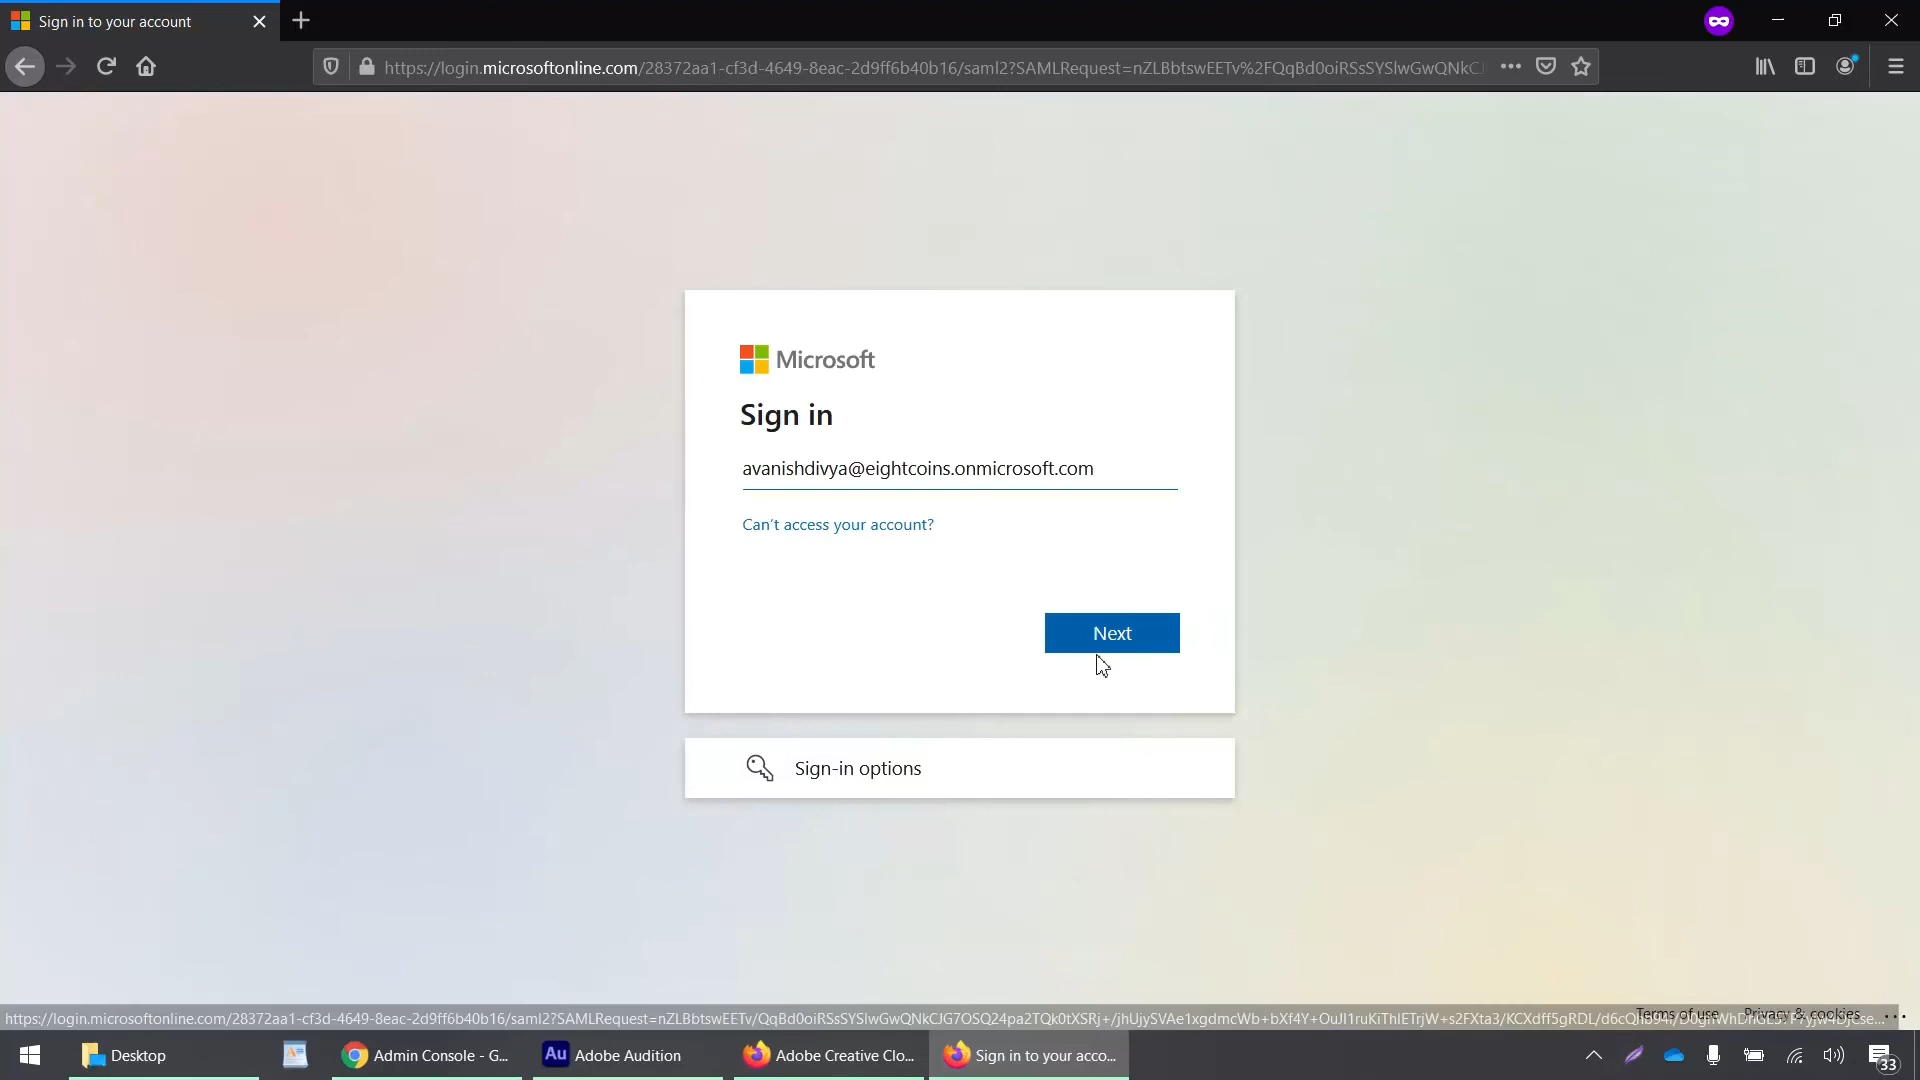 Sign in to your account
https://login.microsoftonline.com/28372aa1-cf3d-4649-8eac-2d9ff6b40b16/saml2?SAMLRequest=nZLBbtswEETv%2FQqBd0oiRSsSYSlwGwQNkCJ
Microsoft
Sign in
avanishdivya@eightcoins.onmicrosoft.com
Can't access your account?
Next
Sign-in options
Terms of use Privacy & cookies ...
Desktop
Admin Console - G...
Au Adobe Audition
Adobe Creative Clo...
Sign in to your acco...
33